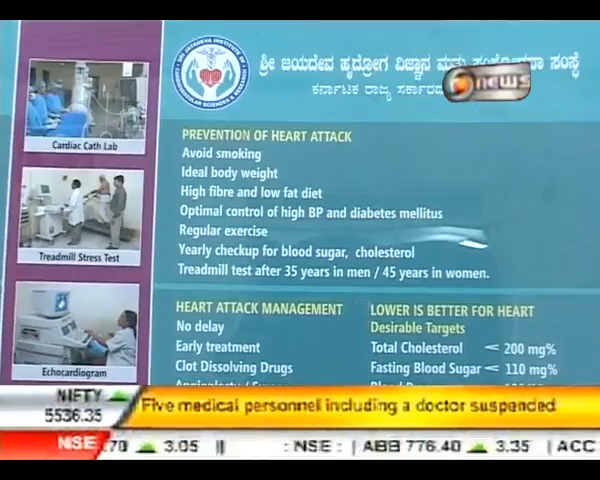 ಶ್ರೀ ಜಯದೇವ ಹೃದ್ರೋಗ ವಿಜ್ಞಾನ ಮತ್ತು ಸಂಸ್ಥೆ
ಕರ್ನಾಟಕ ರಾಜ್ಯ
news
PREVENTION OF HEART ATTACK
Avoid smoking
Ideal body weight
High fibre and low fat diet
Optimal control of high BP and diabetes mellitus
Regular exercise
Yearly checkup for blood sugar, cholesterol
Treadmill test after 35 years in men / 45 years in women.
Cardiac Cath Lab
Treadmill Stress Test
Echocardiogram
HEART ATTACK MANAGEMENT
No delay
Early treatment
Clot Dissolving Drugs
LOWER IS BETTER FOR HEART
Desirable Targets
Total Cholesterol < 200 mg%
Fasting Blood Sugar < 110 mg%
NIFTY
5536.35
Five medical personnel including a doctor suspended
NSE 70 3.05 || : NSE : | ABB 776.40 3.35 | ACC